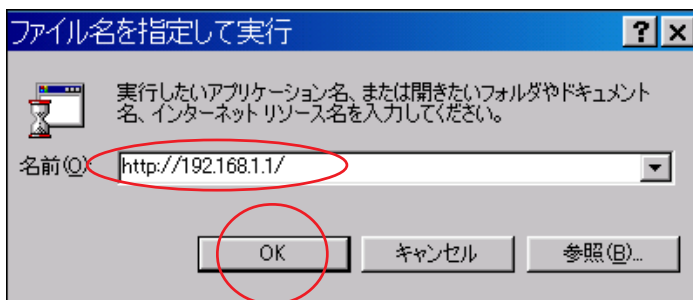 ファイル名を指定して実行
実行したいアプリケーション名、または開きたいフォルダやドキュメント
名、インターネット リソース名を入力してください。
名前(O):
http://192.168.1.1/
OK
キャンセル
参照(B)...